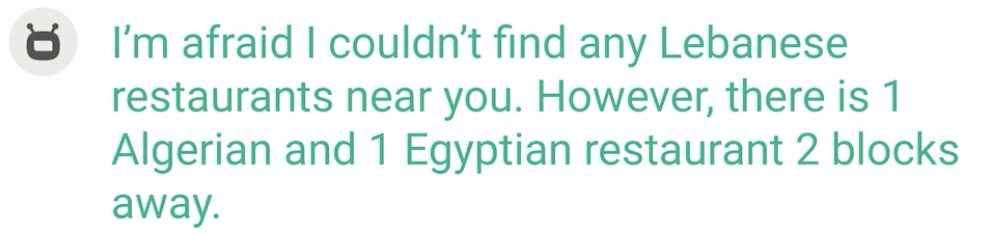 I’m afraid I couldn’t find any Lebanese
restaurants near you. However, there is 1
Algerian and 1 Egyptian restaurant 2 blocks
away.